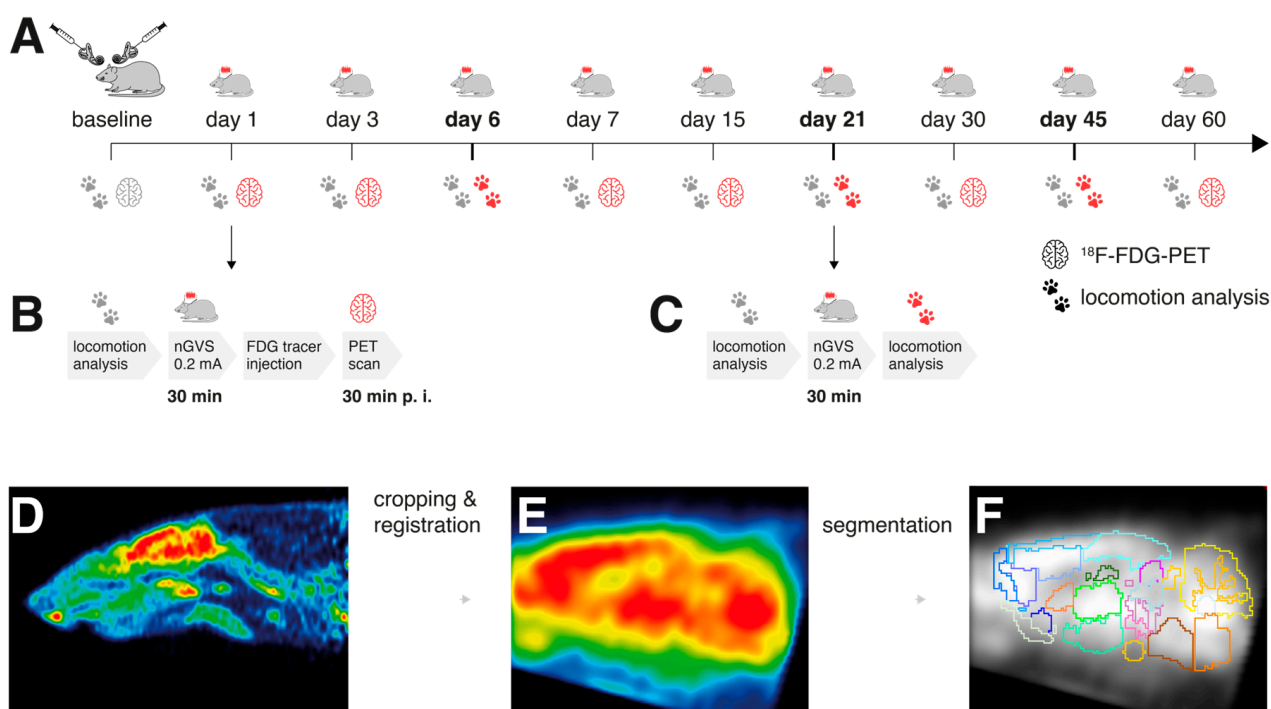 A
baseline day 1 day 3 day 6 day 7 day 15 day 21 day 30 day 45 day 60
18F-FDG-PET
locomotion analysis
B
locomotion
analysis
nGVS
0.2 mA
FDG tracer
injection
PET
scan
30 min
30 min p. i.
C
locomotion
analysis
nGVS
0.2 mA
locomotion
analysis
30 min
D
cropping &
registration
E
segmentation
F